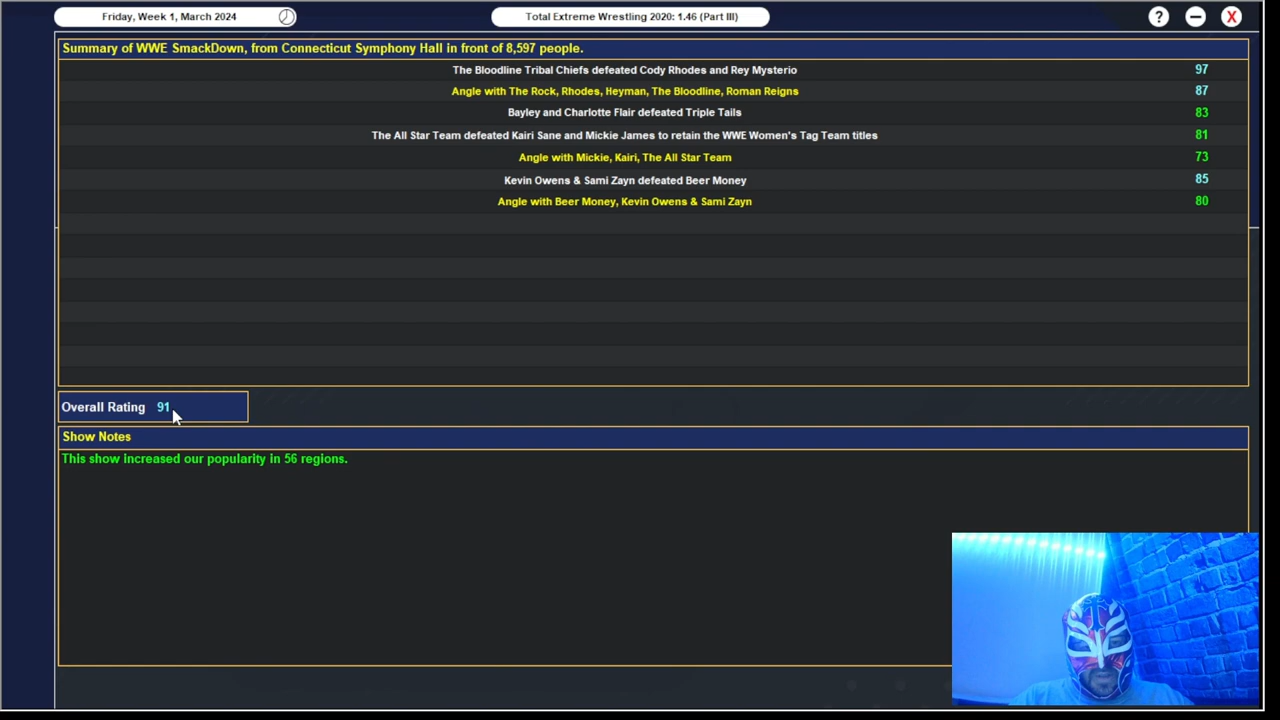 Friday, Week 1, March 2024
Total Extreme Wrestling 2020: 1.46 (Part III)
?
X
Summary of WWE SmackDown, from Connecticut Symphony Hall in front of 8,597 people.
The Bloodline Tribal Chiefs defeated Cody Rhodes and Rey Mysterio 97
Angle with The Rock, Rhodes, Heyman, The Bloodline, Roman Reigns 87
Bayley and Charlotte Flair defeated Triple Tails 83
The All Star Team defeated Kairi Sane and Mickie James to retain the WWE Women's Tag Team titles 81
Angle with Mickie, Kairi, The All Star Team 73
Kevin Owens & Sami Zayn defeated Beer Money 85
Angle with Beer Money, Kevin Owens & Sami Zayn 80
Overall Rating 91
Show Notes
This show increased our popularity in 56 regions.